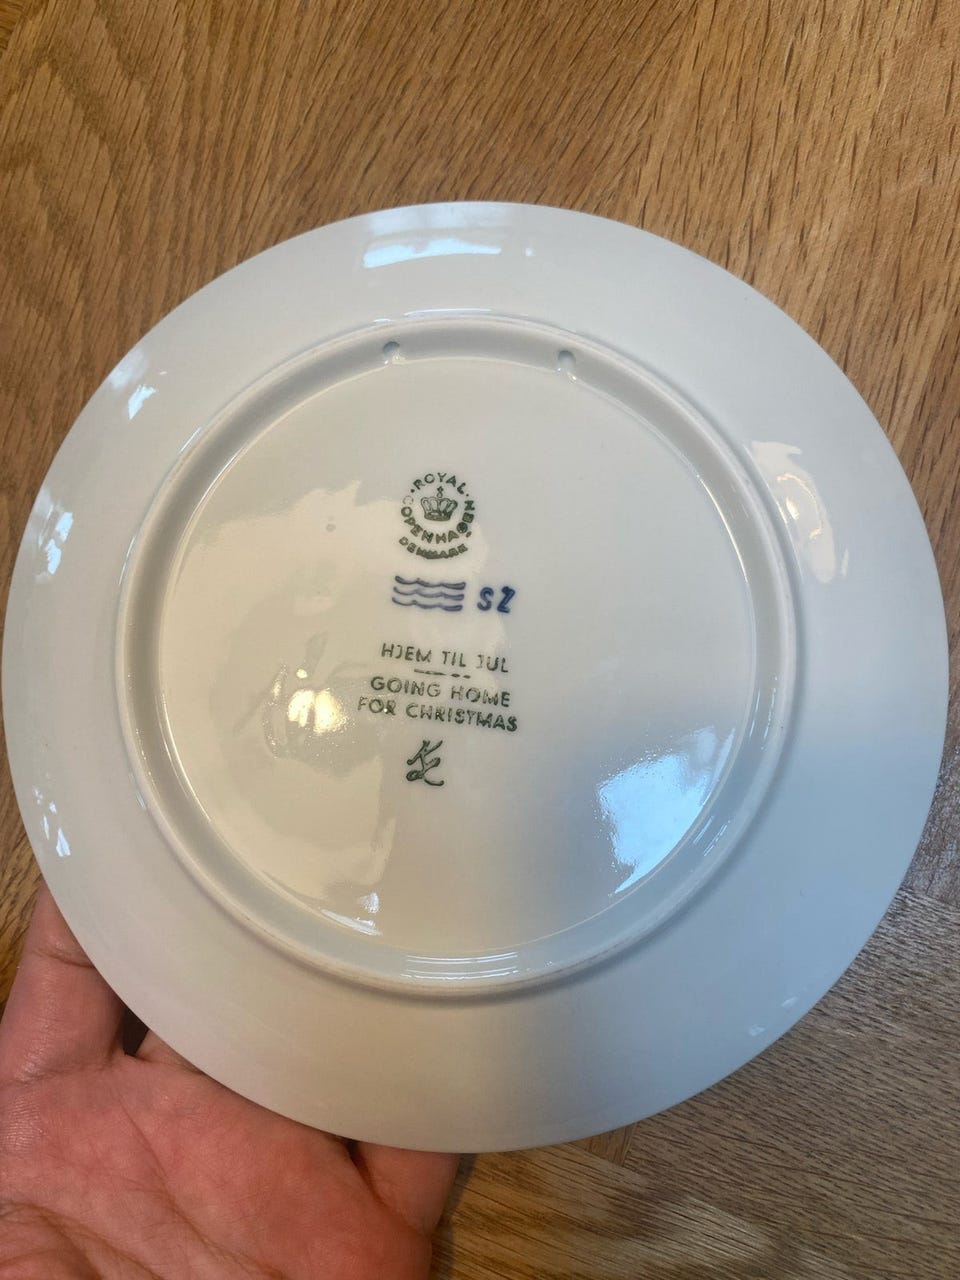 ROYAL
COPENHAGEN
DENMARK
SZ
HJEM TIL JUL
GOING HOME
FOR CHRISTMAS